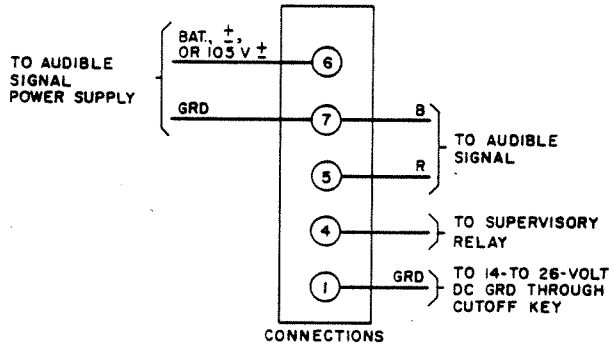 BAT., ±,
OR 105 V ±
6
TO AUDIBLE
SIGNAL
POWER SUPPLY
GRD
7
B
TO AUDIBLE
SIGNAL
5
R
4
TO SUPERVISORY
RELAY
1
GRD
TO 14-TO 26-VOLT
DC GRD THROUGH
CUTOFF KEY
CONNECTIONS